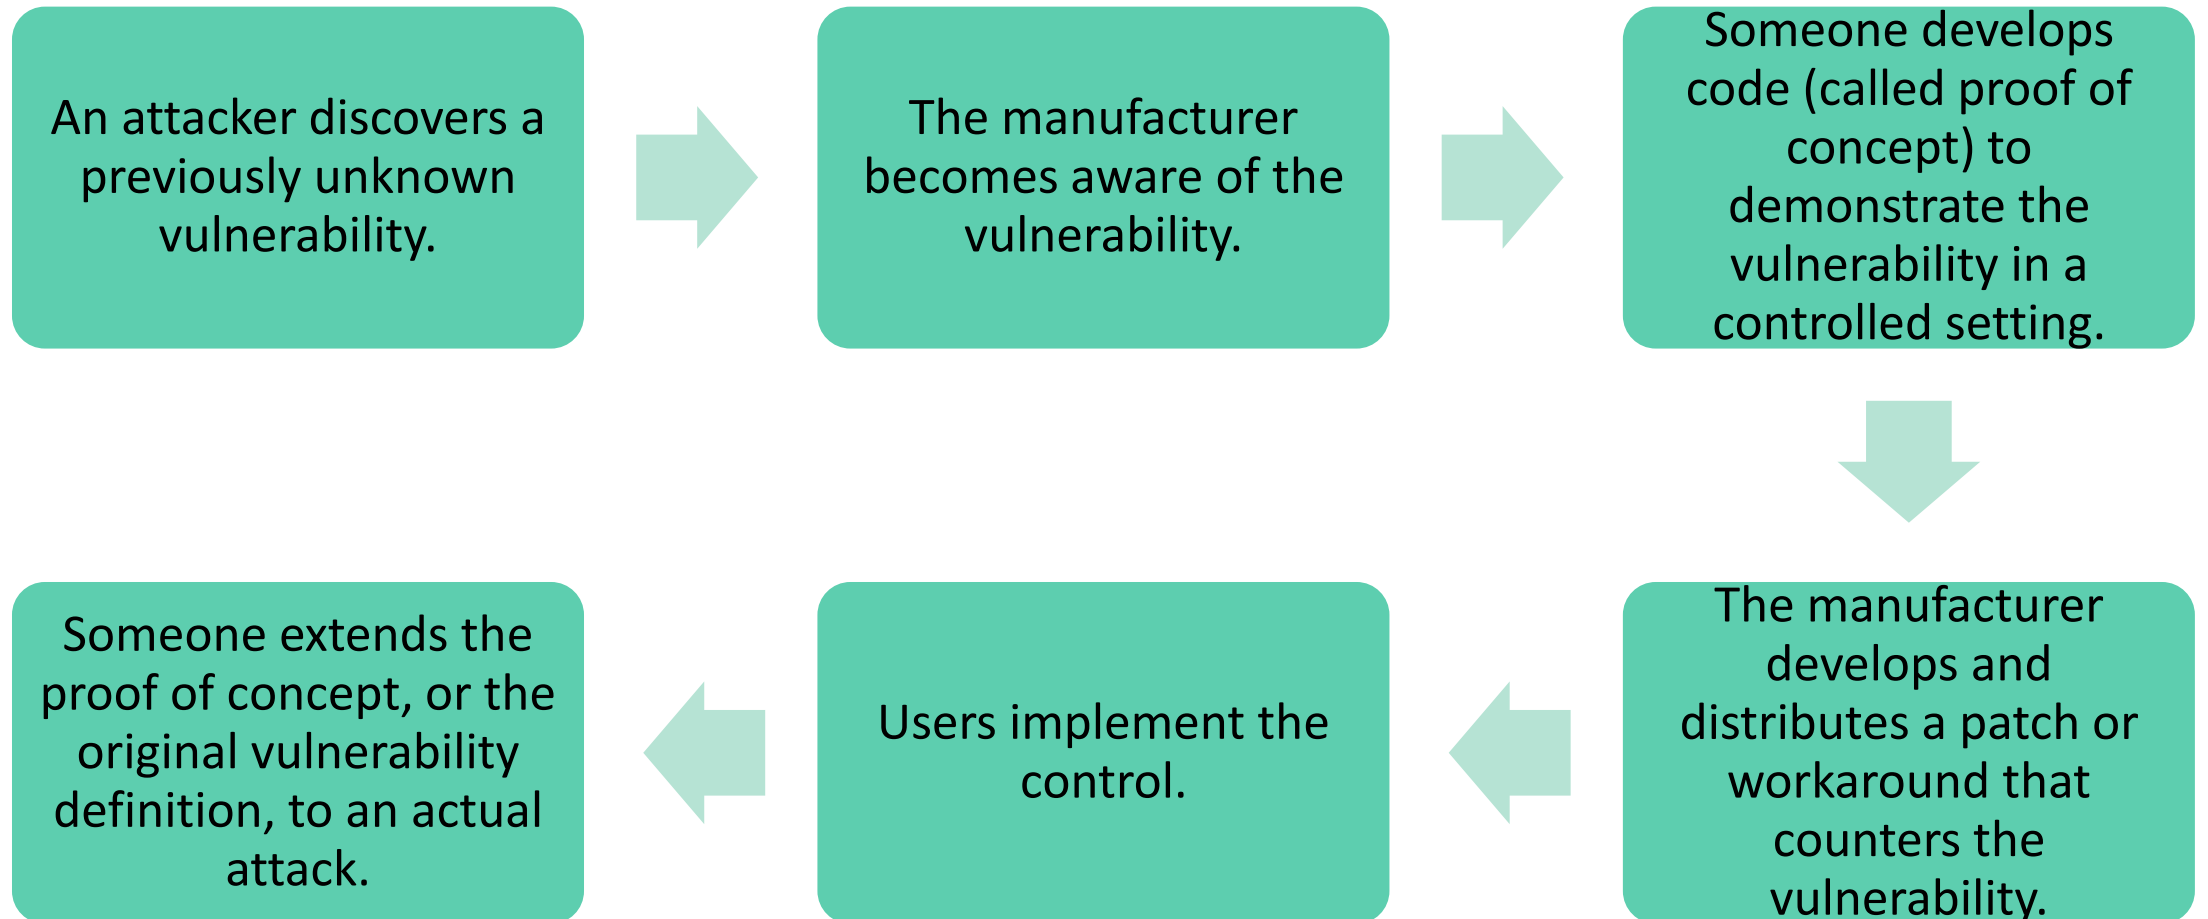 An attacker discovers a
previously unknown
vulnerability.
The manufacturer
becomes aware of the
vulnerability.
Someone develops
code (called proof of
concept) to
demonstrate the
vulnerability in a
controlled setting.
The manufacturer
develops and
distributes a patch or
workaround that
counters the
vulnerability.
Users implement the
control.
Someone extends the
proof of concept, or the
original vulnerability
definition, to an actual
attack.